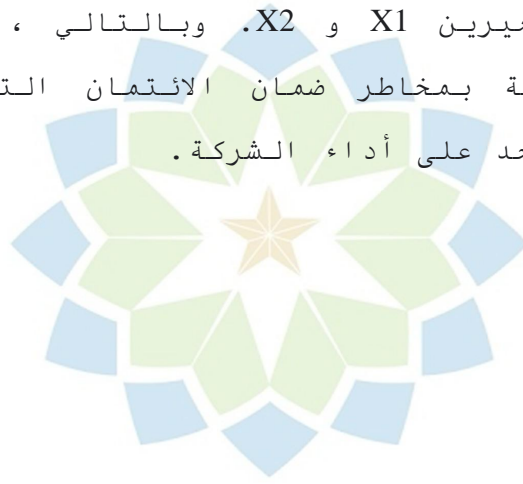 X1 و X2. وبالتالي ،
بمخاطر ضمان الائتمان
على أداء الشركة.